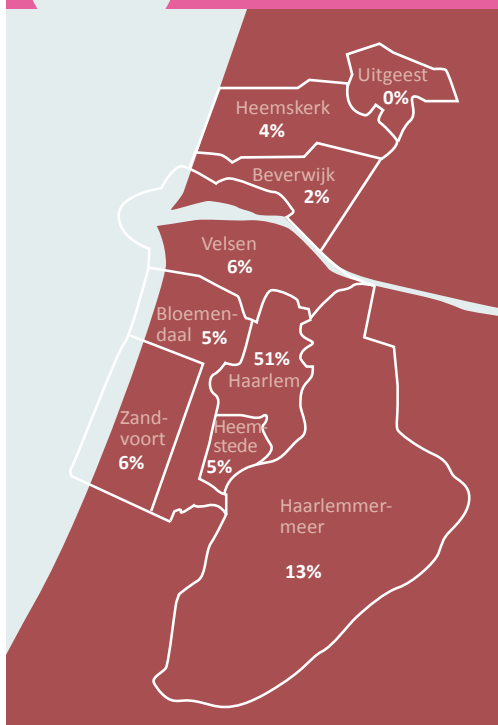 Uitgeest
0%
Heemskerk
4%
Beverwijk
2%
Velsen
6%
Bloemen-
daal 5%
51%
Haarlem
Zand-
voort
6%
Heem-
stede
5%
Haarlemmer-
meer
13%